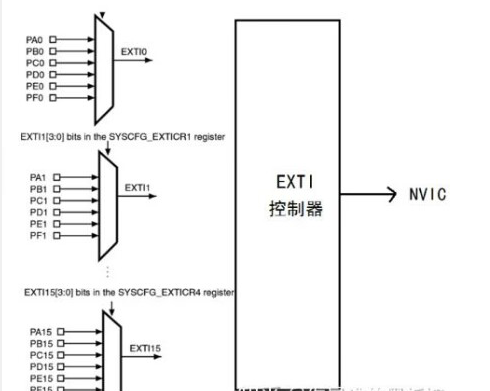 PA0
PB0
PC0
PD0
PE0
PF0
EXTI0
EXTI1[3:0] bits in the SYSCFG_EXTICR1 register
PA1
PB1
PC1
PD1
PE1
PF1
EXTI1
EXTI15[3:0] bits in the SYSCFG_EXTICR4 register
PA15
PB15
PC15
PD15
PE15
PF15
EXTI15
EXTI
控制器
NVIC